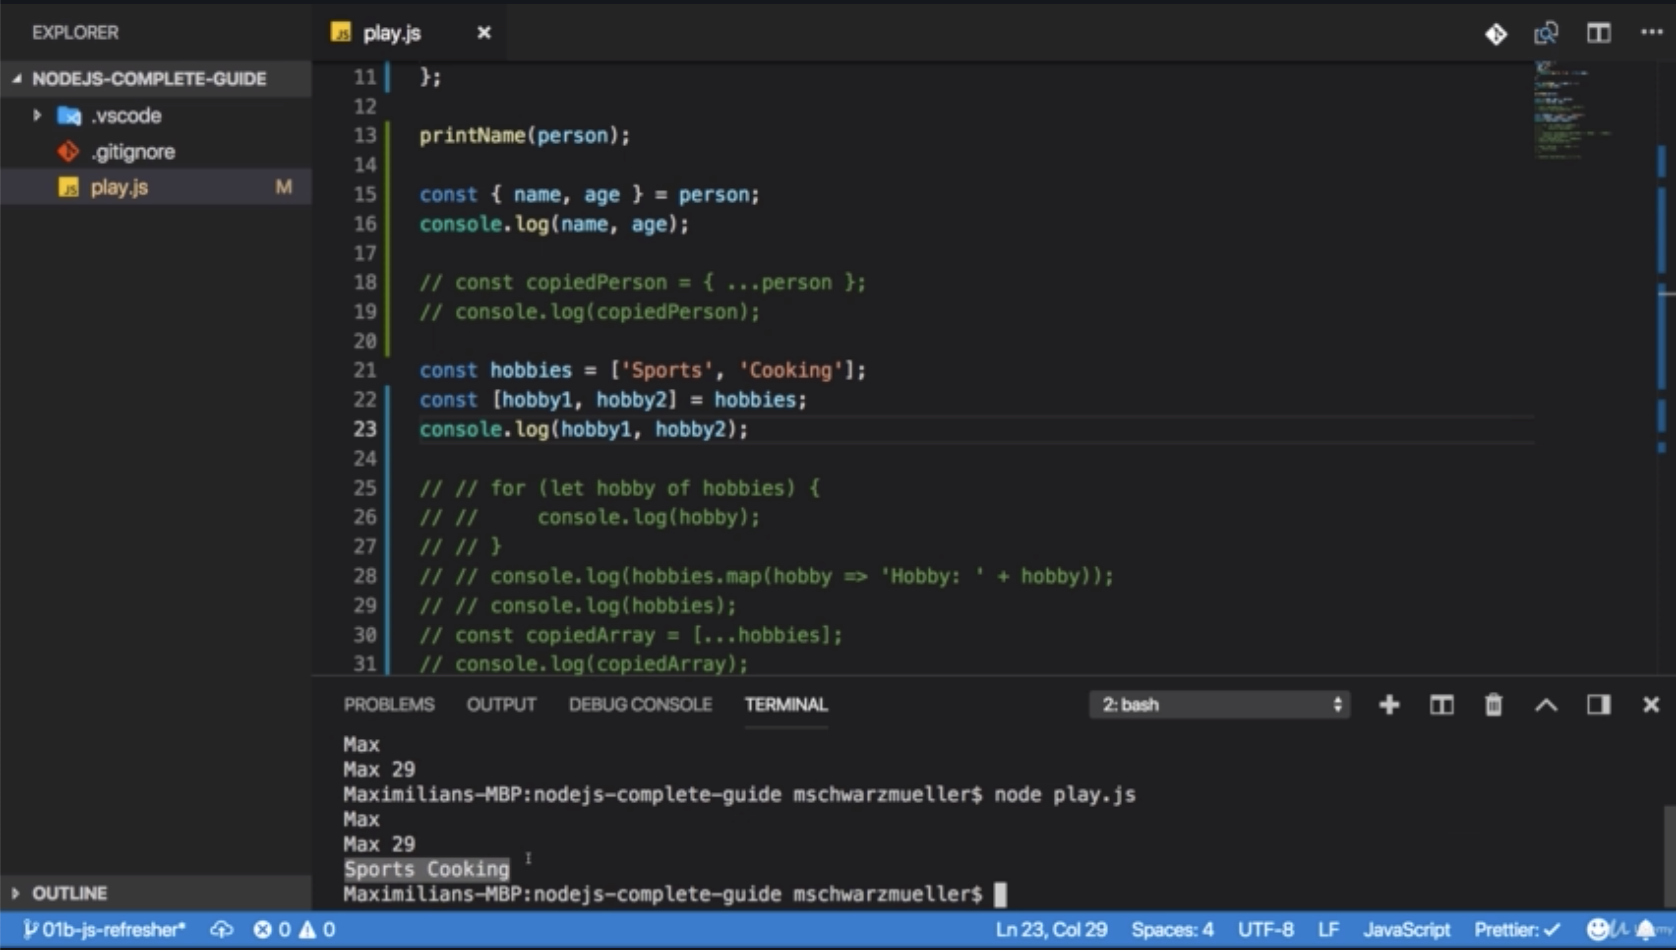 EXPLORER
play.js
NODEJS-COMPLETE-GUIDE
.vscode
.gitignore
play.js M
11 };
12
13 printName(person);
14
15 const { name, age } = person;
16 console.log(name, age);
17
18 // const copiedPerson = { ...person };
19 // console.log(copiedPerson);
20
21 const hobbies = ['Sports', 'Cooking'];
22 const [hobby1, hobby2] = hobbies;
23 console.log(hobby1, hobby2);
24
25 // // for (let hobby of hobbies) {
26 // //     console.log(hobby);
27 // // }
28 // // console.log(hobbies.map(hobby => 'Hobby: ' + hobby));
29 // // console.log(hobbies);
30 // const copiedArray = [...hobbies];
31 // console.log(copiedArray);
PROBLEMS OUTPUT DEBUG CONSOLE TERMINAL 2: bash
Max
Max 29
Maximilians-MBP:nodejs-complete-guide mschwarzmueller$ node play.js
Max
Max 29
Sports Cooking
Maximilians-MBP:nodejs-complete-guide mschwarzmueller$
OUTLINE
01b-js-refresher* 0 0 Ln 23, Col 29 Spaces: 4 UTF-8 LF JavaScript Prettier: ✓